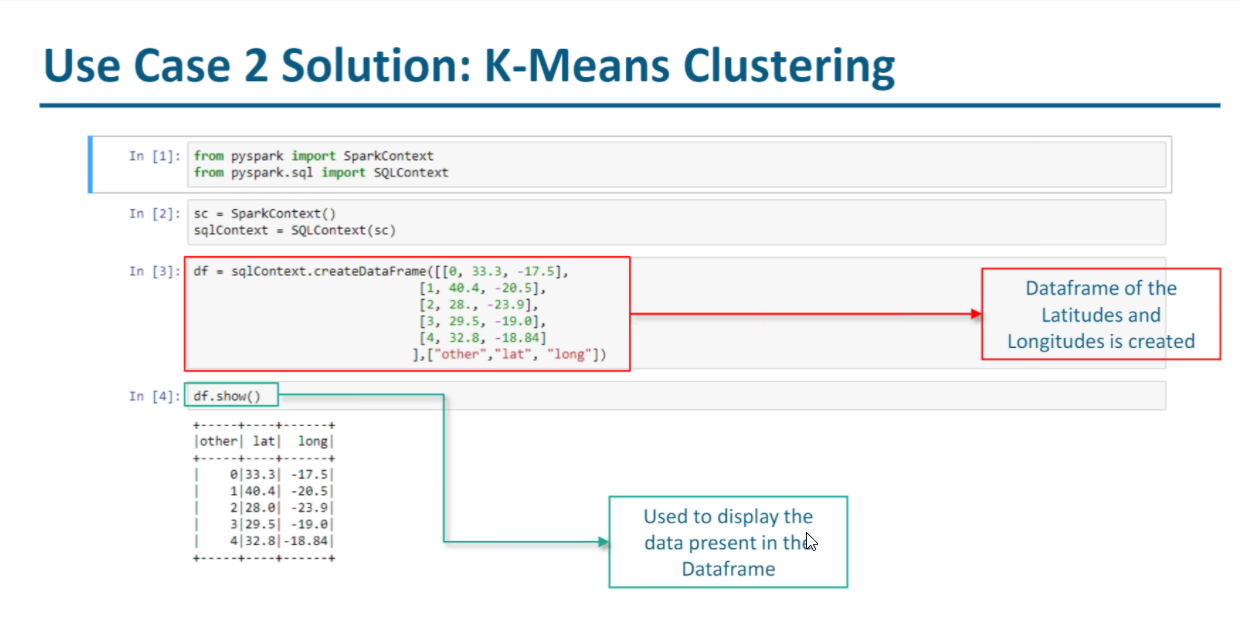 Use Case 2 Solution: K-Means Clustering
In [1]: from pyspark import SparkContext
from pyspark.sql import SQLContext
In [2]: sc = SparkContext()
sqlContext = SQLContext(sc)
In [3]: df = sqlContext.createDataFrame([[0, 33.3, -17.5],
[1, 40.4, -20.5],
[2, 28., -23.9],
[3, 29.5, -19.0],
[4, 32.8, -18.84]
],["other","lat", "long"])
Dataframe of the
Latitudes and
Longitudes is created
In [4]: df.show()
+-----+----+------+
|other| lat|  long|
+-----+----+------+
|    0|33.3| -17.5|
|    1|40.4| -20.5|
|    2|28.0| -23.9|
|    3|29.5| -19.0|
|    4|32.8|-18.84|
+-----+----+------+
Used to display the
data present in the
Dataframe